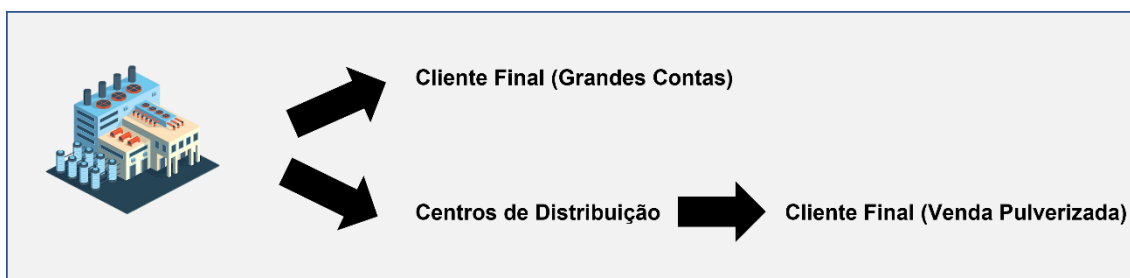 Cliente Final (Grandes Contas)
Centros de Distribuição
Cliente Final (Venda Pulverizada)